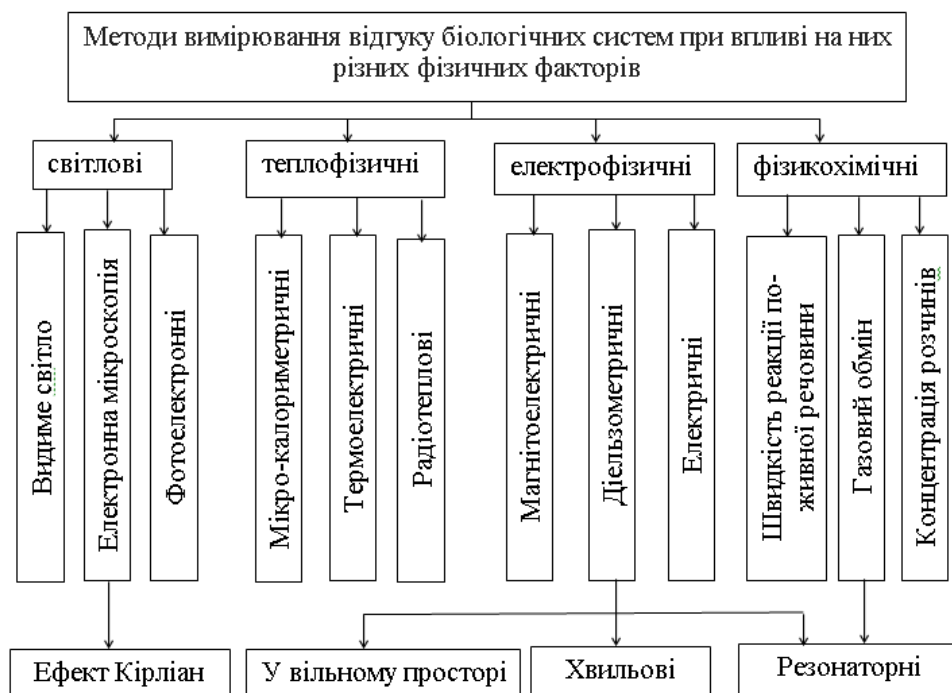 Методи вимірювання відгуку біологічних систем при впливі на них
різних фізичних факторів
світлові
теплофізичні
електрофізичні
фізикохімічні
Видиме світло
Електронна мікроскопія
Фотоелектронні
Мікро-калориметричні
Термоелектричні
Радіотеплові
Магнітоелектричні
Діельзометричні
Електричні
Швидкість реакції по-
живної речовини
Газовий обмін
Концентрація розчинів
Ефект Кірліан
У вільному просторі
Хвильові
Резонаторні